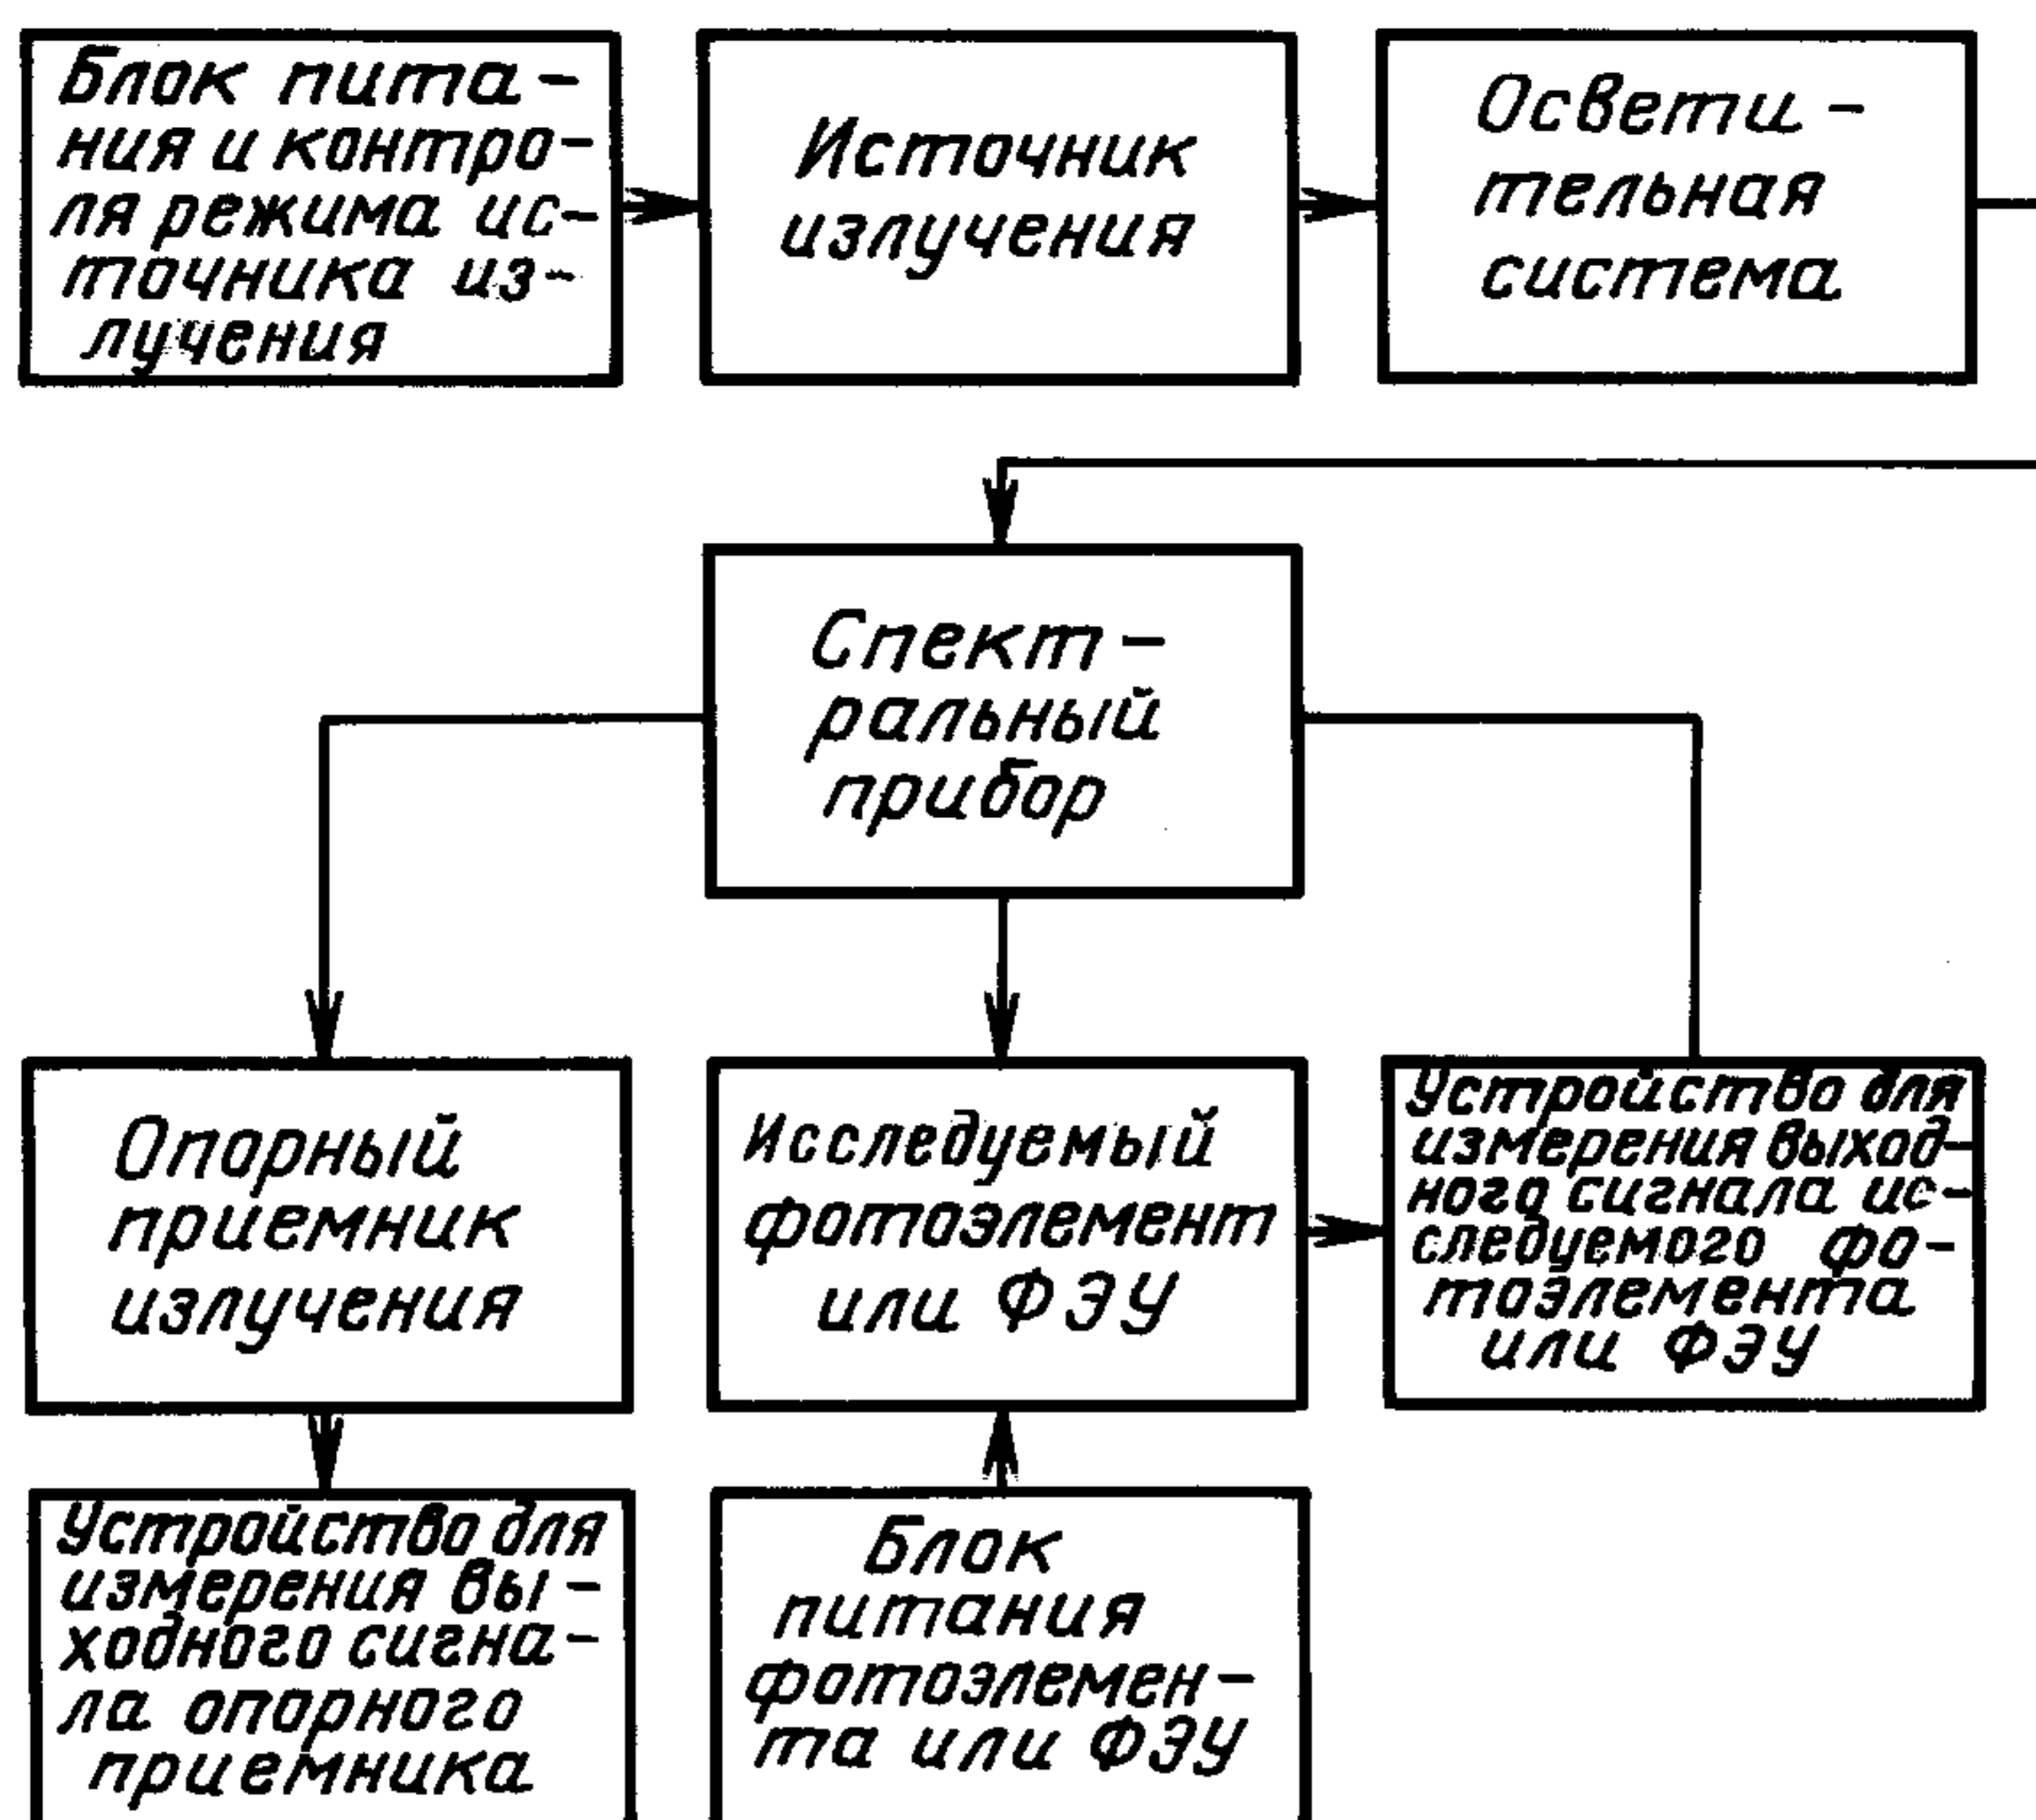 Блок пита-
ния и контро-
ля режима ис-
точника из-
лучения
Источник
излучения
Освети-
тельная
система
Спект-
ральный
прибор
Опорный
приемник
излучения
Исследуемый
фотоэлемент
или ФЭУ
Устройство для
измерения выход-
ного сигнала ис-
следуемого фо-
тоэлемента
или ФЭУ
Устройство для
измерения вы-
ходного сигна-
ла опорного
приемника
Блок
питания
фотоэлемен-
та или ФЭУ